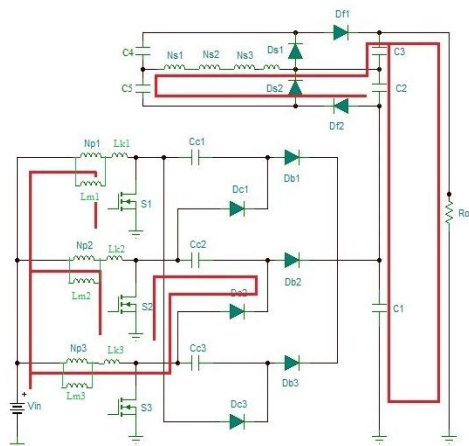 Df1
C4
Ns1 Ns2 Ns3
Ds1
C3
C5
Ds2
C2
Df2
Np1 Lk1
Cc1
Db1
Ro
Lm1
S1
Dc1
Np2 Lk2
Cc2
Lm2
S2
Db2
Dc2
C1
Np3 Lk3
Cc3
Vin
Lm3
S3
Dc3
Db3